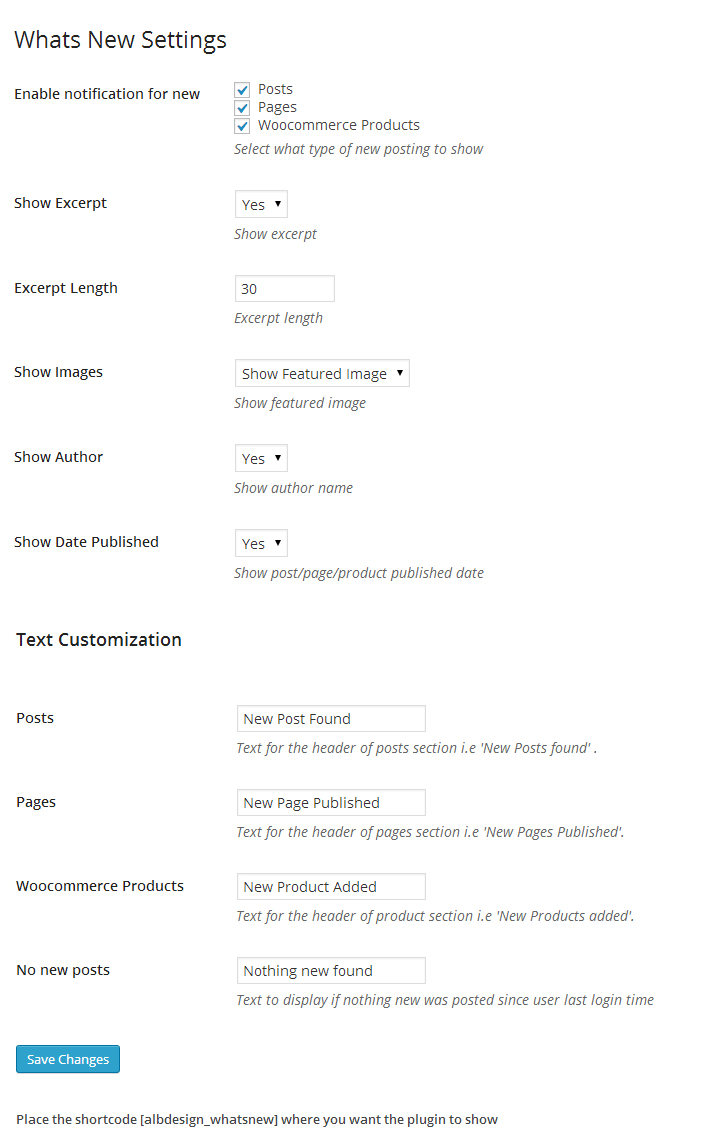 Whats New Settings
Enable notification for new
Posts
Pages
Woocommerce Products
Select what type of new posting to show
Show Excerpt
Yes
Show excerpt
Excerpt Length
30
Excerpt length
Show Images
Show Featured Image
Show featured image
Show Author
Yes
Show author name
Show Date Published
Yes
Show post/page/product published date
Text Customization
Posts
New Post Found
Text for the header of posts section i.e 'New Posts found' .
Pages
New Page Published
Text for the header of pages section i.e 'New Pages Published'.
Woocommerce Products
New Product Added
Text for the header of product section i.e 'New Products added'.
No new posts
Nothing new found
Text to display if nothing new was posted since user last login time
Save Changes
Place the shortcode [albdesign_whatsnew] where you want the plugin to show